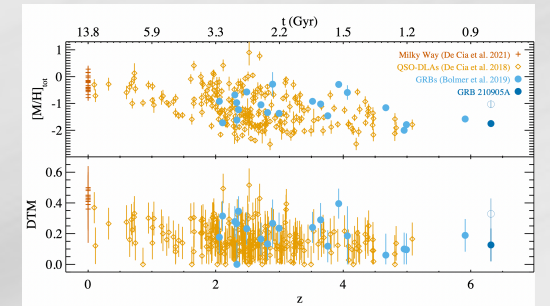 t (Gyr)
13.8 5.9 3.3 2.2 1.5 1.2 0.9
1
0
-1
-2
[M/H]tot
Milky Way (De Cia et al. 2021)
QSO-DLAs (De Cia et al. 2018)
GRBs (Bolmer et al. 2019)
GRB 210905A
0.6
0.4
0.2
0.0
DTM
0 2 4 6
z